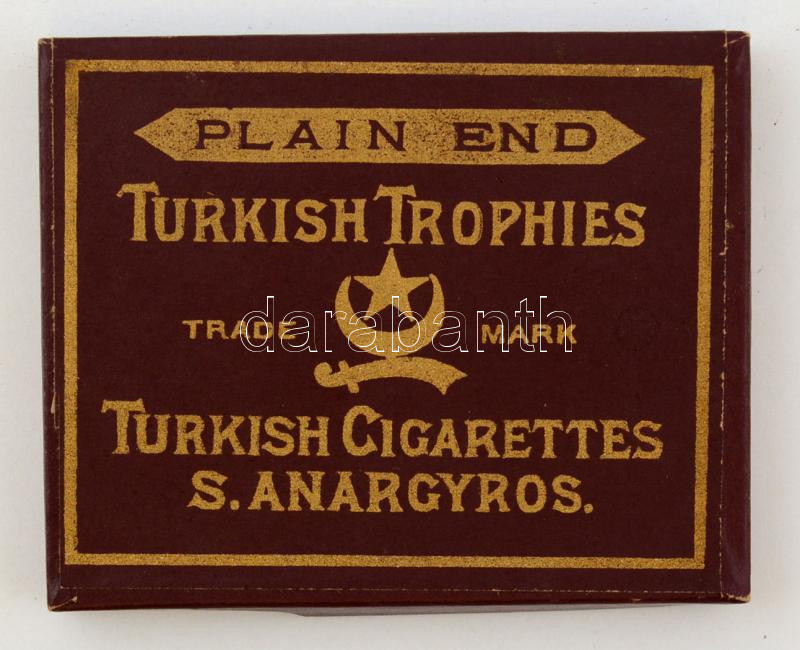 PLAIN END
TURKISH TROPHIES
TRADE MARK
darabanth
TURKISH CIGARETTES
S. ANARGYROS.